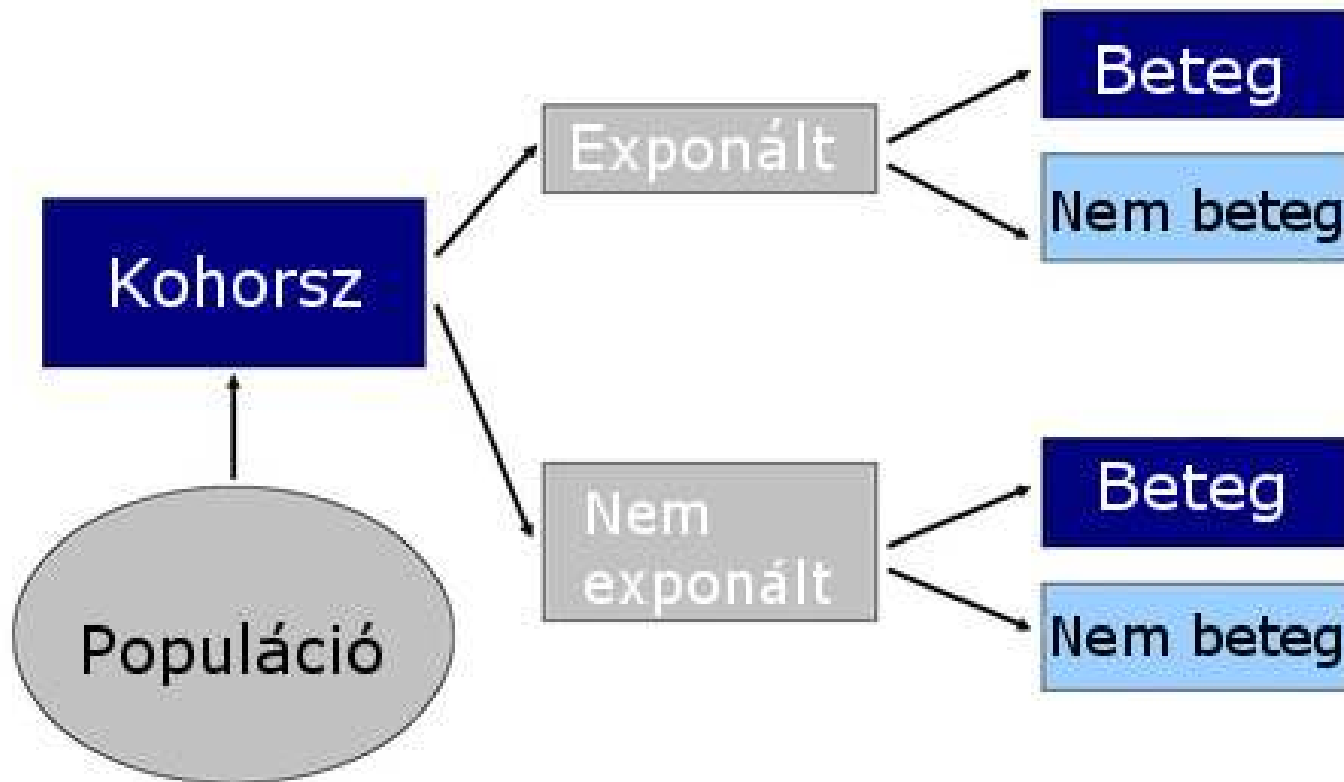 Beteg
Exponált
Nem beteg
Kohorsz
Beteg
Nem
exponált
Nem beteg
Populáció